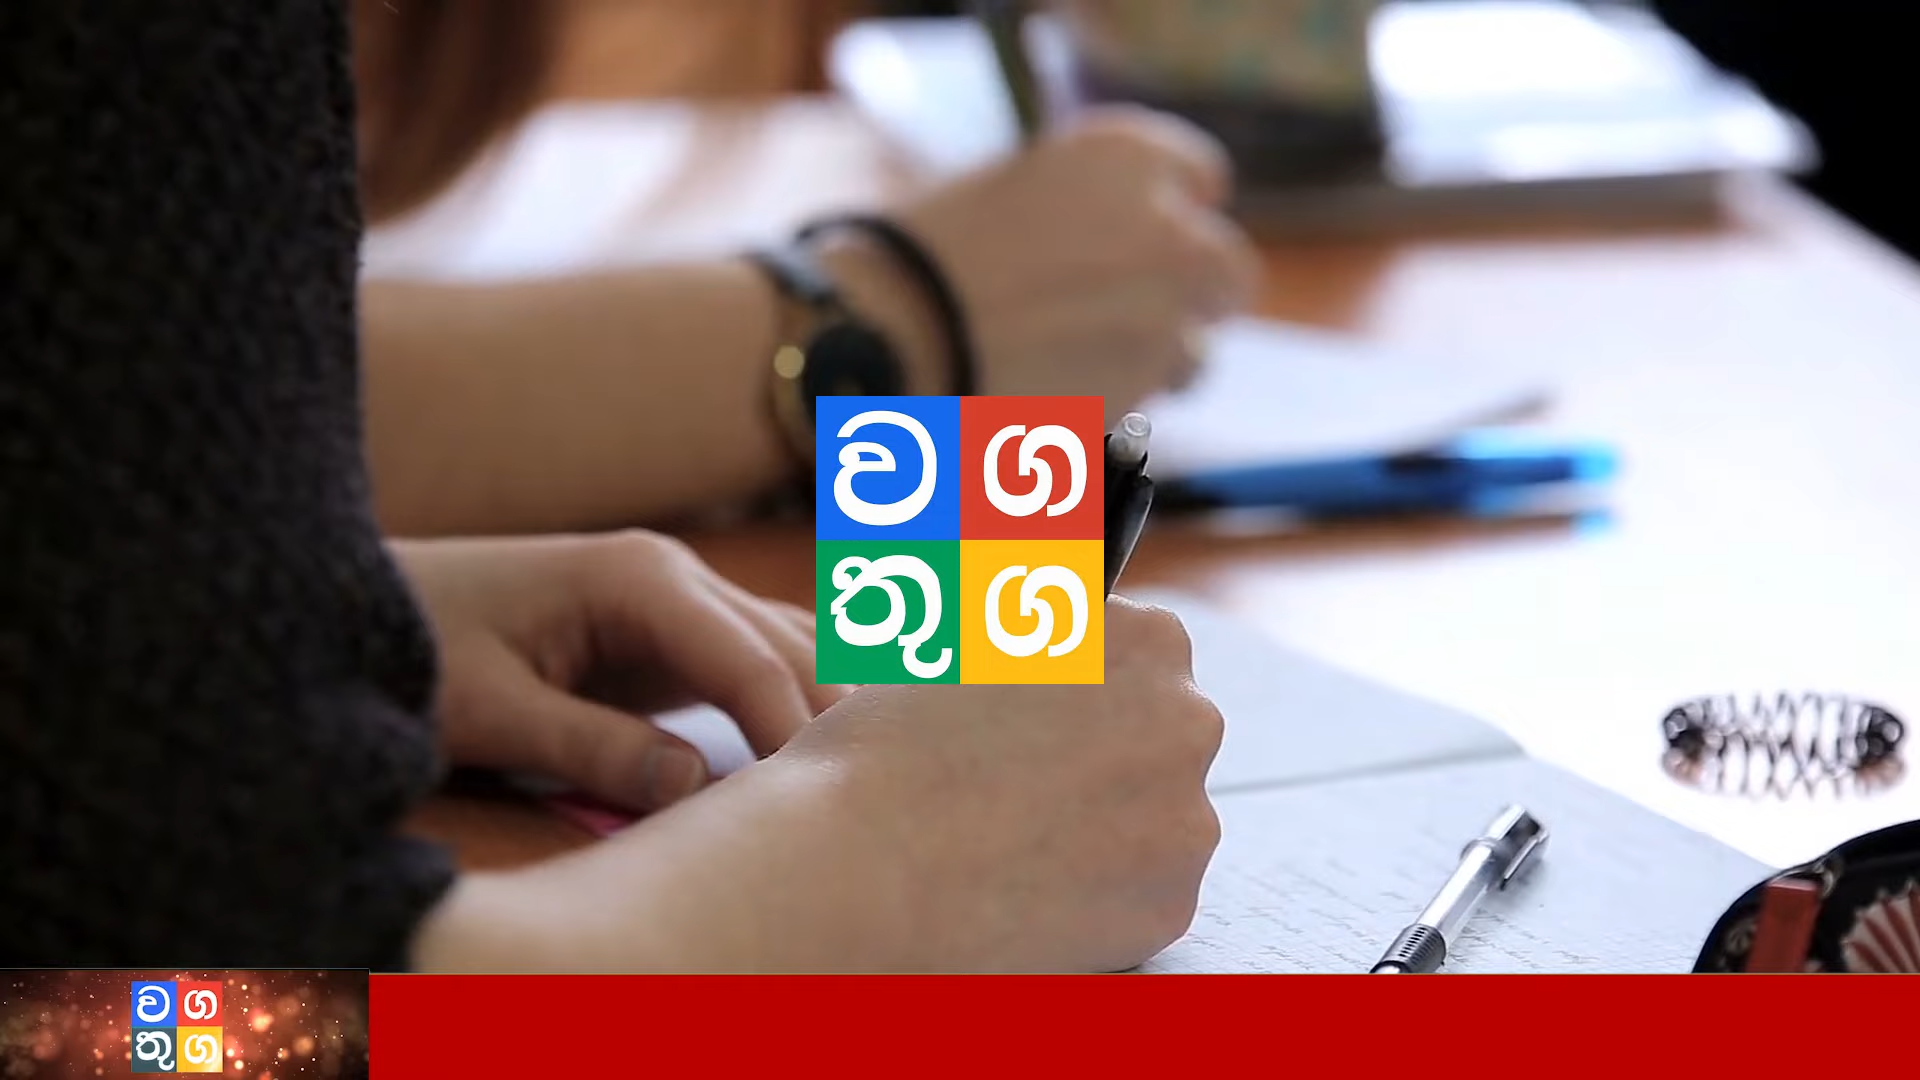 ව ග
තු ග
ව ග
තු ග